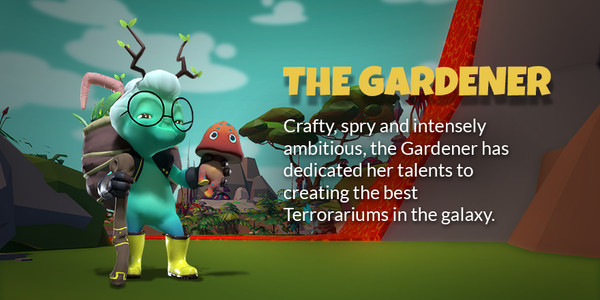 THE GARDENER
Crafty, spry and intensely
ambitious, the Gardener has
dedicated her talents to
creating the best
Terrorariums in the galaxy.